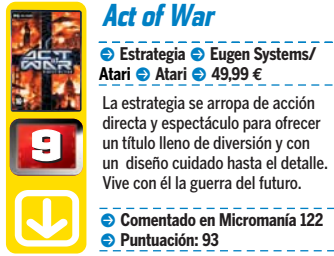 Act of War
Estrategia Eugen Systems/
Atari Atari 49,99 €
ACT
WAR
9
La estrategia se arropa de acción
directa y espectáculo para ofrecer
un título lleno de diversión y con
un diseño cuidado hasta el detalle.
Vive con él la guerra del futuro.
Comentado en Micromanía 122
Puntuación: 93